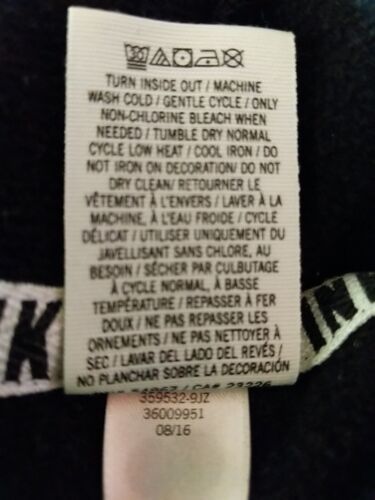 TURN INSIDE OUT / MACHINE
WASH COLD / GENTLE CYCLE / ONLY
NON-CHLORINE BLEACH WHEN
NEEDED / TUMBLE DRY NORMAL
CYCLE LOW HEAT / COOL IRON / DO
NOT IRON ON DECORATION/ DO NOT
DRY CLEAN/ RETOURNER LE
VÊTEMENT À L'ENVERS / LAVER À LA
MACHINE, À L'EAU FROIDE / CYCLE
DÉLICAT / UTILISER UNIQUEMENT DU
JAVELLISANT SANS CHLORE, AU
BESOIN / SÉCHER PAR CULBUTAGE
À CYCLE NORMAL, À BASSE
TEMPÉRATURE / REPASSER À FER
DOUX / NE PAS REPASSER LES
ORNEMENTS / NE PAS NETTOYER À
SEC / LAVAR DEL LADO DEL REVÉS /
NO PLANCHAR SOBRE LA DECORACIÓN
359532-9JZ
36009951
08/16